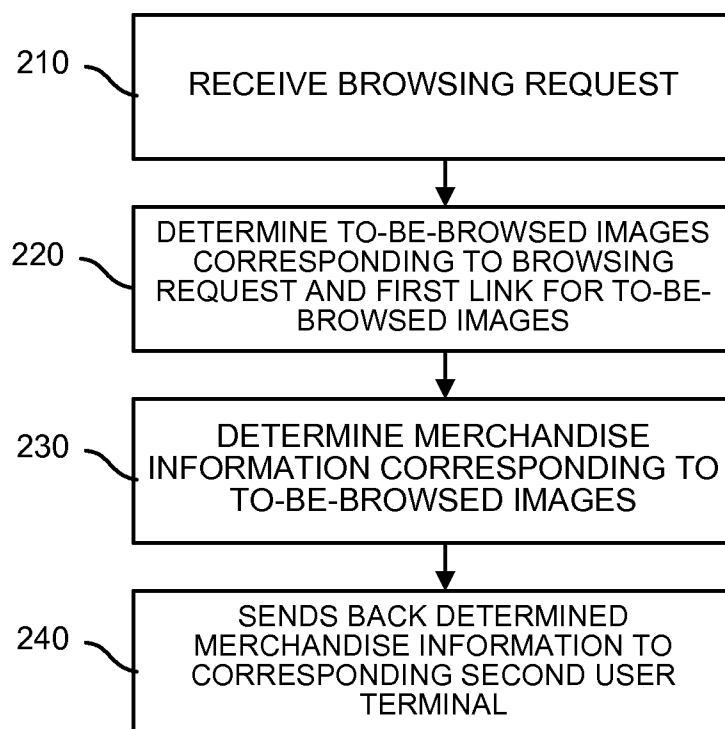 210
RECEIVE BROWSING REQUEST
220
DETERMINE TO-BE-BROWSED IMAGES
CORRESPONDING TO BROWSING
REQUEST AND FIRST LINK FOR TO-BE-
BROWSED IMAGES
230
DETERMINE MERCHANDISE
INFORMATION CORRESPONDING TO
TO-BE-BROWSED IMAGES
240
SENDS BACK DETERMINED
MERCHANDISE INFORMATION TO
CORRESPONDING SECOND USER
TERMINAL